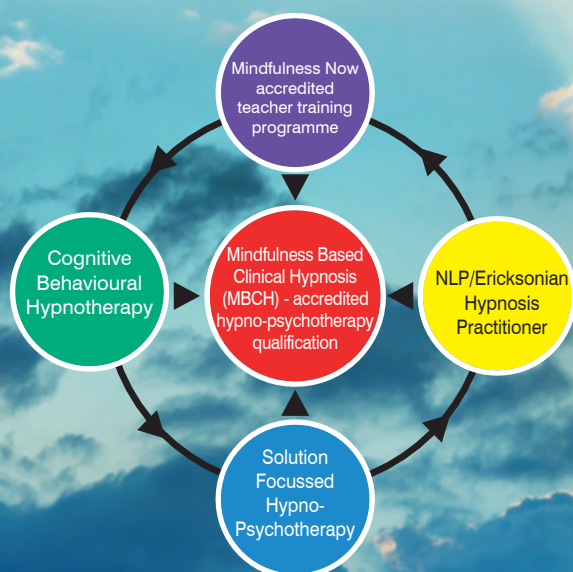 Mindfulness Now
accredited
teacher training
programme
Cognitive
Behavioural
Hypnotherapy
Mindfulness Based
Clinical Hypnosis
(MBCH) - accredited
hypno-psychotherapy
qualification
NLP/Ericksonian
Hypnosis
Practitioner
Solution
Focussed
Hypno-
Psychotherapy